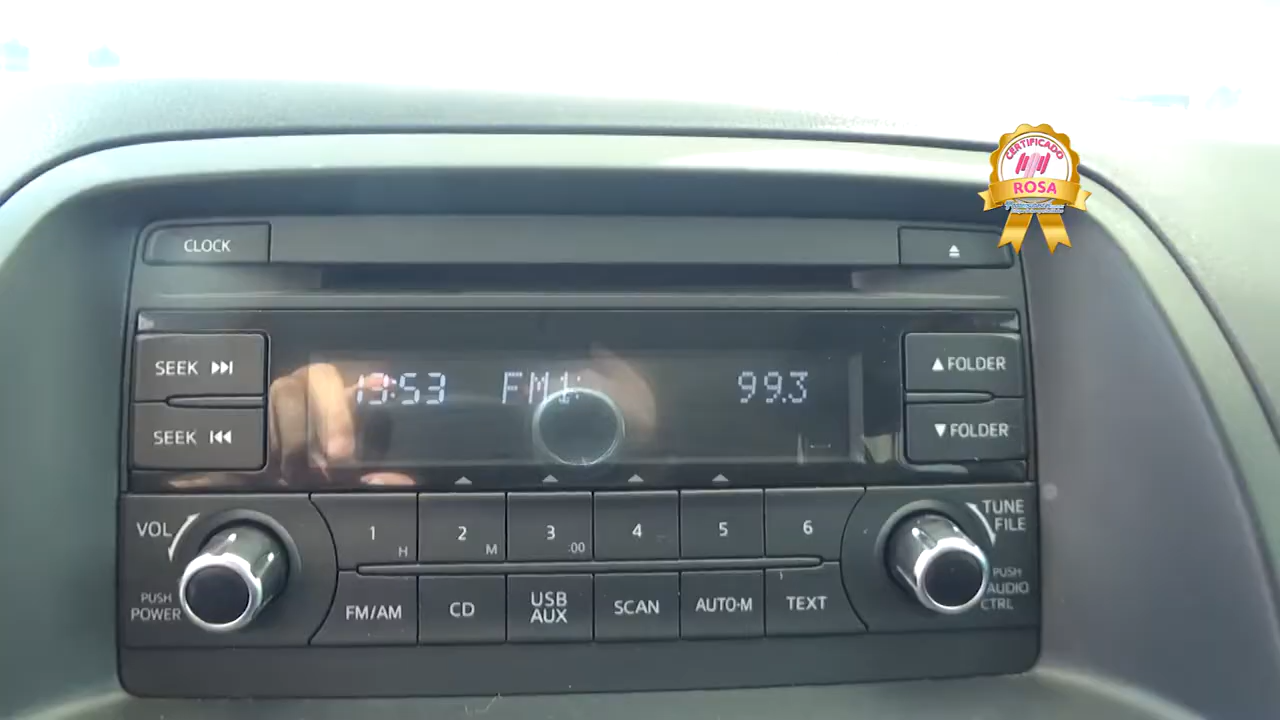 CERTIFICADO
ROSA
CLOCK
SEEK
SEEK
13:53 FM1: 99.3
FOLDER
FOLDER
VOL
PUSH
POWER
1 H
2 M
3 :00
4
5
6
FM/AM
CD
USB
AUX
SCAN
AUTO-M
TEXT
TUNE
FILE
PUSH
AUDIO
CTRL